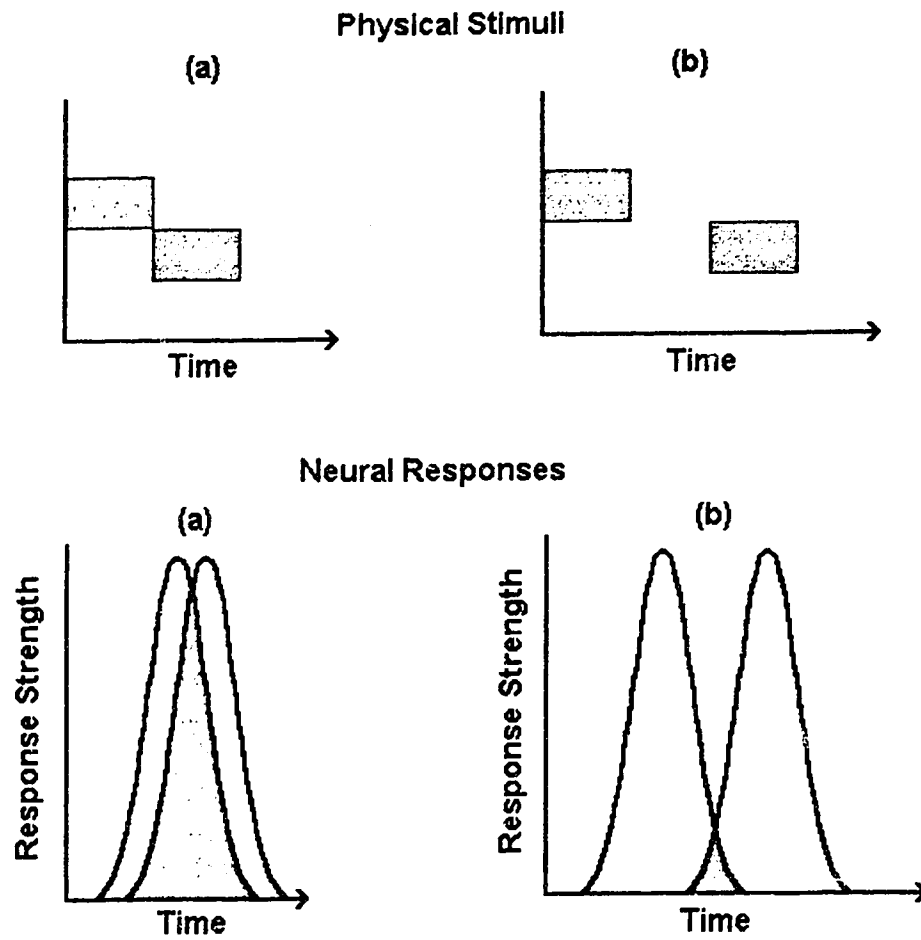 Physical Stimuli
(a)
(b)
Time
Time
Neural Responses
(a)
(b)
Response Strength
Response Strength
Time
Time